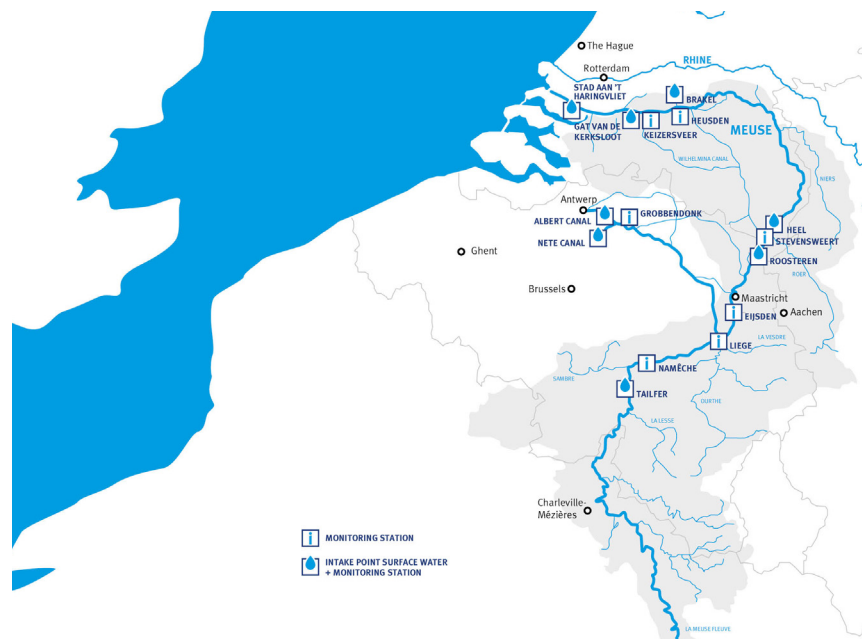 The Hague
RHINE
Rotterdam
STAD AAN 'T
HARINGVLIET
BRAKEL
HEUSDEN
GAT VAN DE
KERKSLOOT
KEIZERSVEER
MEUSE
WILHELMINA CANAL
NIERS
Antwerp
ALBERT CANAL
GROBBENDONK
NETE CANAL
HEEL
STEVENSWEERT
ROOSTEREN
Ghent
ROER
Brussels
Maastricht
EIJSDEN
Aachen
LIEGE
LA VESDRE
NAMÊCHE
SAMBRE
TAILFER
OURTHE
LA LESSE
Charleville-
Mézières
MONITORING STATION
INTAKE POINT SURFACE WATER
+ MONITORING STATION
LA MEUSE FLEUVE